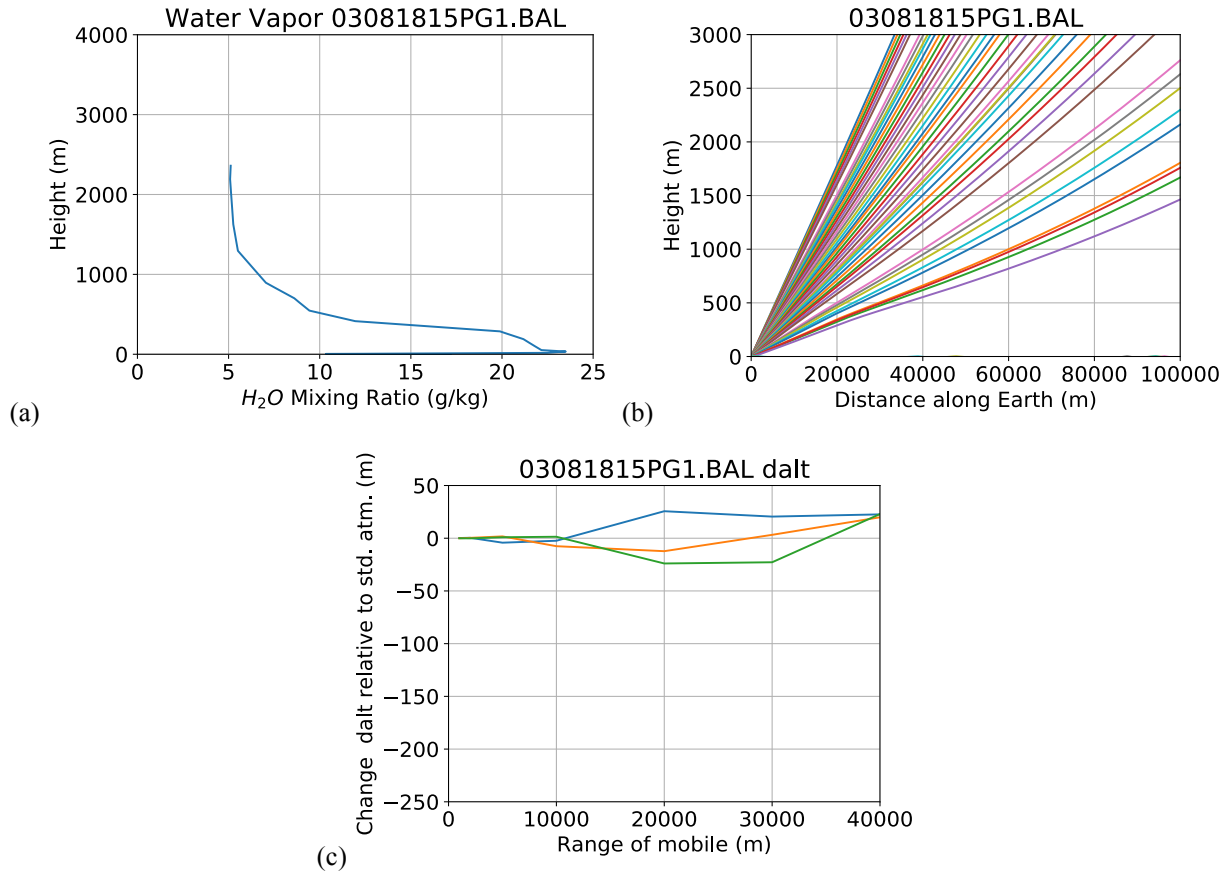 Water Vapor 03081815PG1.BAL
4000
3000
2000
1000
0
Height (m)
0 5 10 15 20 25
H₂O Mixing Ratio (g/kg)
(a)
03081815PG1.BAL
3000
2500
2000
1500
1000
500
0
Height (m)
0 20000 40000 60000 80000 100000
Distance along Earth (m)
(b)
03081815PG1.BAL dalt
50
0
−50
−100
−150
−200
−250
Change dalt relative to std. atm. (m)
0 10000 20000 30000 40000
Range of mobile (m)
(c)